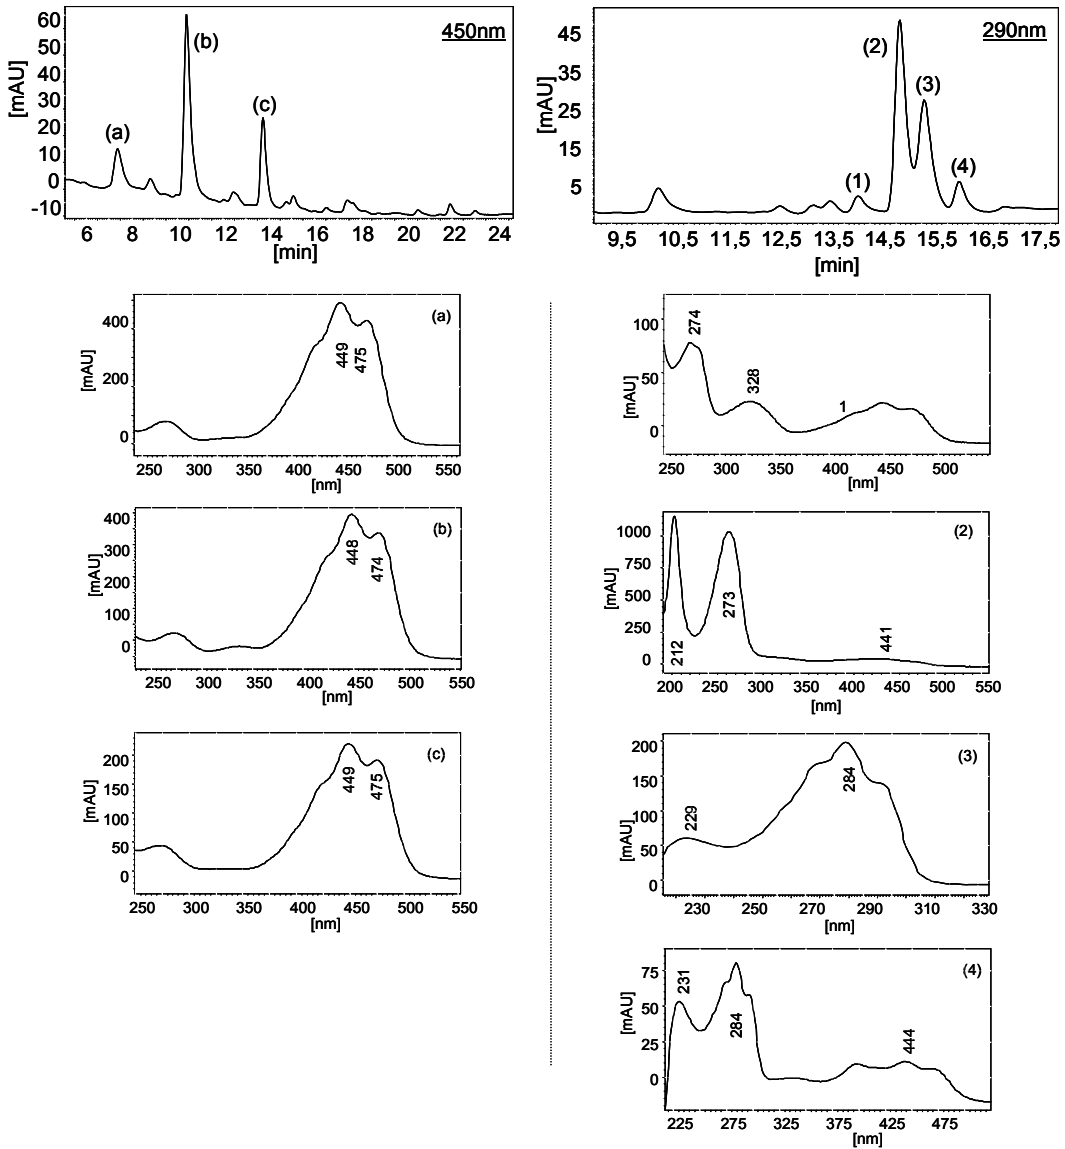 450nm
[mAU]
60
50
40
30
20
10
0
-10
(a)
(b)
(c)
6 8 10 12 14 16 18 20 22 24
[min]
290nm
[mAU]
45
35
25
15
5
(1)
(2)
(3)
(4)
9,5 10,5 11,5 12,5 13,5 14,5 15,5 16,5 17,5
[min]
(a)
[mAU]
400
200
0
449
475
250 300 350 400 450 500 550
[nm]
274
328
1
[mAU]
100
50
0
250 300 350 400 450 500
[nm]
(b)
[mAU]
400
300
200
100
0
448
474
250 300 350 400 450 500 550
[nm]
(2)
[mAU]
1000
750
500
250
0
212
273
441
200 250 300 350 400 450 500 550
[nm]
(c)
[mAU]
200
150
100
50
0
449
475
250 300 350 400 450 500 550
[nm]
(3)
[mAU]
200
150
100
50
0
229
284
230 250 270 290 310 330
[nm]
(4)
[mAU]
75
50
25
0
231
284
444
225 275 325 375 425 475
[nm]